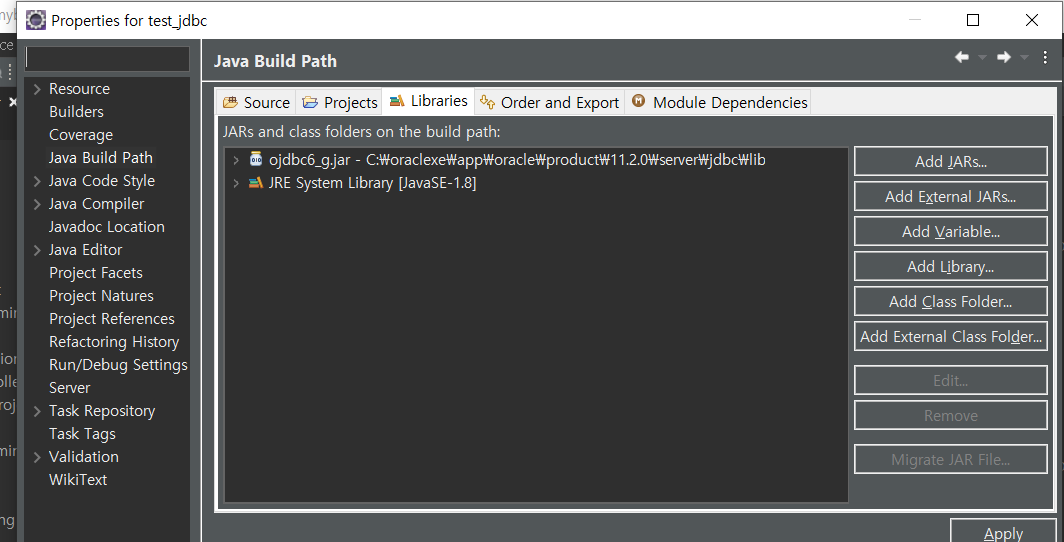 Properties for test_jdbc
Java Build Path
Resource
Builders
Coverage
Java Build Path
Java Code Style
Java Compiler
Javadoc Location
Java Editor
Project Facets
Project Natures
Project References
Refactoring History
Run/Debug Settings
Server
Task Repository
Task Tags
Validation
WikiText
Source Projects Libraries Order and Export Module Dependencies
JARs and class folders on the build path:
ojdbc6_g.jar - C:₩oraclexe₩app₩oracle₩product₩11.2.0₩server₩jdbc₩lib
JRE System Library [JavaSE-1.8]
Add JARs...
Add External JARs...
Add Variable...
Add Library...
Add Class Folder...
Add External Class Folder...
Edit...
Remove
Migrate JAR File...
Apply